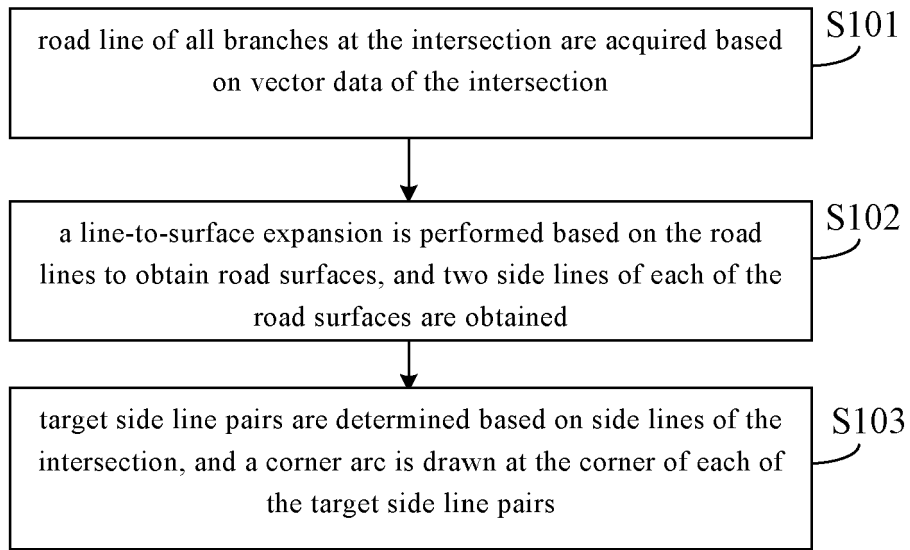 road line of all branches at the intersection are acquired based
on vector data of the intersection
S101
a line-to-surface expansion is performed based on the road
lines to obtain road surfaces, and two side lines of each of the
road surfaces are obtained
S102
target side line pairs are determined based on side lines of the
intersection, and a corner arc is drawn at the corner of each of
the target side line pairs
S103